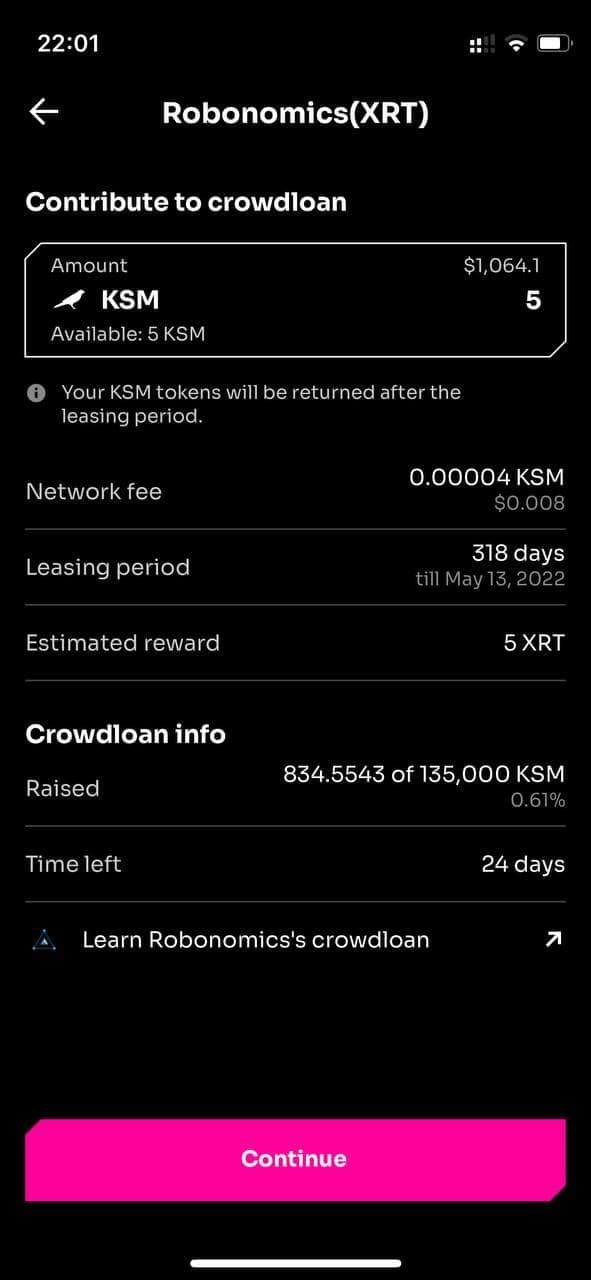 22:01
Robonomics(XRT)
Contribute to crowdloan
Amount $1,064.1
KSM 5
Available: 5 KSM
Your KSM tokens will be returned after the
leasing period.
0.00004 KSM
Network fee
$0.008
318 days
Leasing period
till May 13, 2022
Estimated reward 5 XRT
Crowdloan info
834.5543 of 135,000 KSM
Raised
0.61%
Time left 24 days
Learn Robonomics's crowdloan
Continue